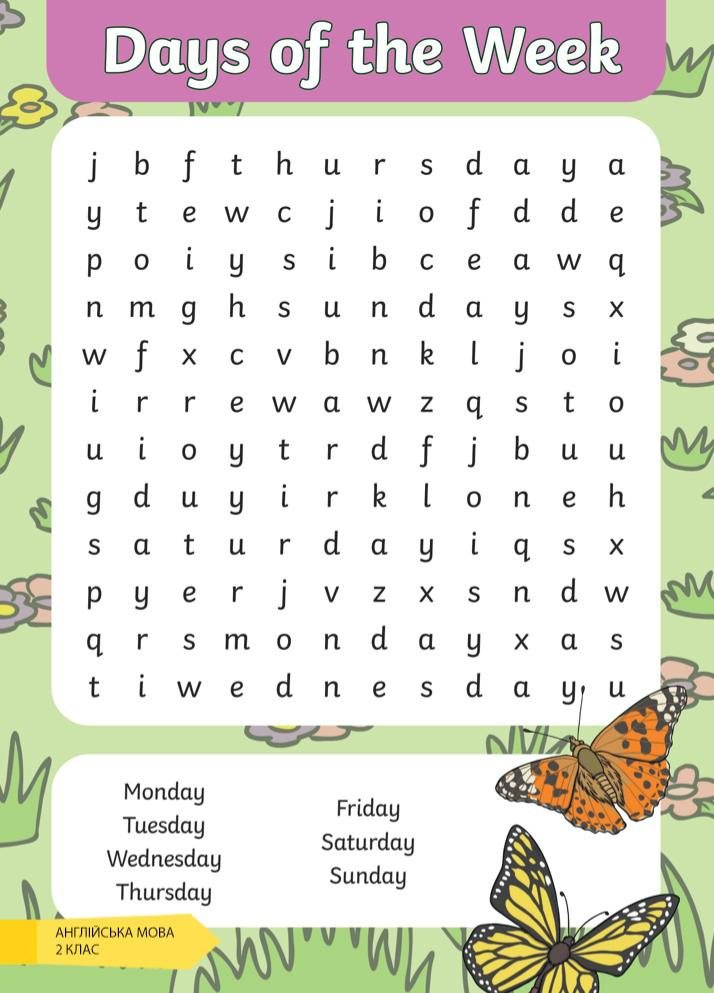 Days of the Week
j b f t h u r s d a y a
y t e w c j i o f d d e
p o i y s i b c e a w q
n m g h s u n d a y s x
w f x c v b n k l j o i
i r r e w a w z q s t o
u i o y t r d f j b u u
g d u y i r k l o n e h
s a t u r d a y i q s x
p y e r j v z x s n d w
q r s m o n d a y x a s
t i w e d n e s d a y u
Monday
Tuesday
Wednesday
Thursday
Friday
Saturday
Sunday
АНГЛІЙСЬКА МОВА
2 КЛАС